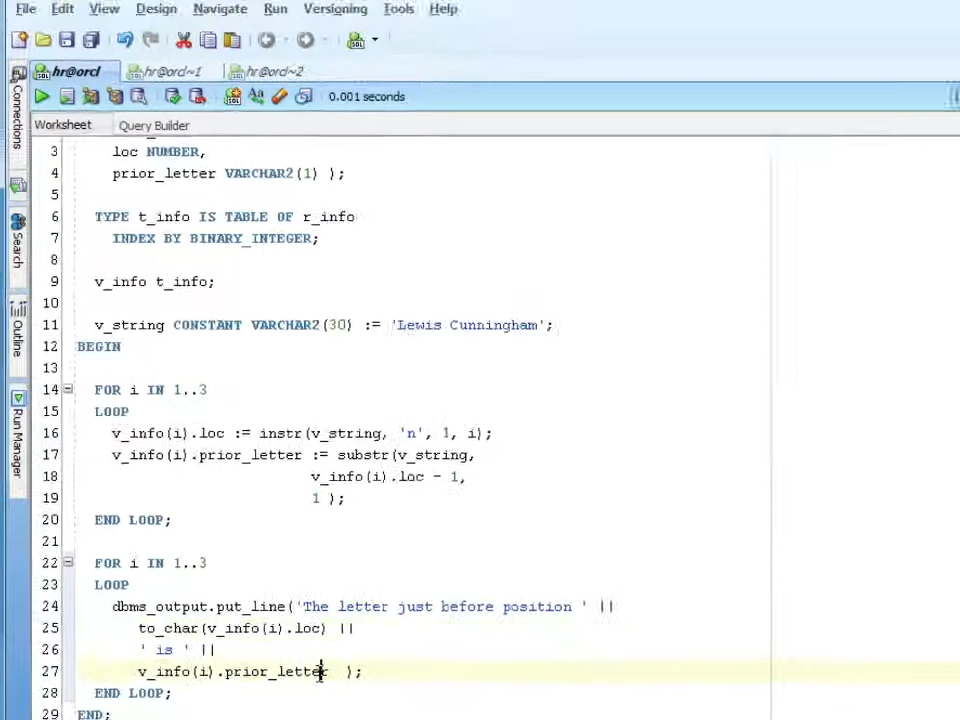 File Edit View Design Navigate Run Versioning Tools Help
hr@orcl hr@orcl~1 hr@orcl~2
0.001 seconds
Worksheet Query Builder
Connections
Search
Outline
Run Manager
3 loc NUMBER,
4 prior_letter VARCHAR2(1) );
5
6 TYPE t_info IS TABLE OF r_info
7 INDEX BY BINARY_INTEGER;
8
9 v_info t_info;
10
11 v_string CONSTANT VARCHAR2(30) := 'Lewis Cunningham';
12 BEGIN
13
14 FOR i IN 1..3
15 LOOP
16 v_info(i).loc := instr(v_string, 'n', 1, i);
17 v_info(i).prior_letter := substr(v_string,
18 v_info(i).loc - 1,
19 1 );
20 END LOOP;
21
22 FOR i IN 1..3
23 LOOP
24 dbms_output.put_line('The letter just before position ' ||
25 to_char(v_info(i).loc) ||
26 ' is ' ||
27 v_info(i).prior_letter );
28 END LOOP;
29 END;